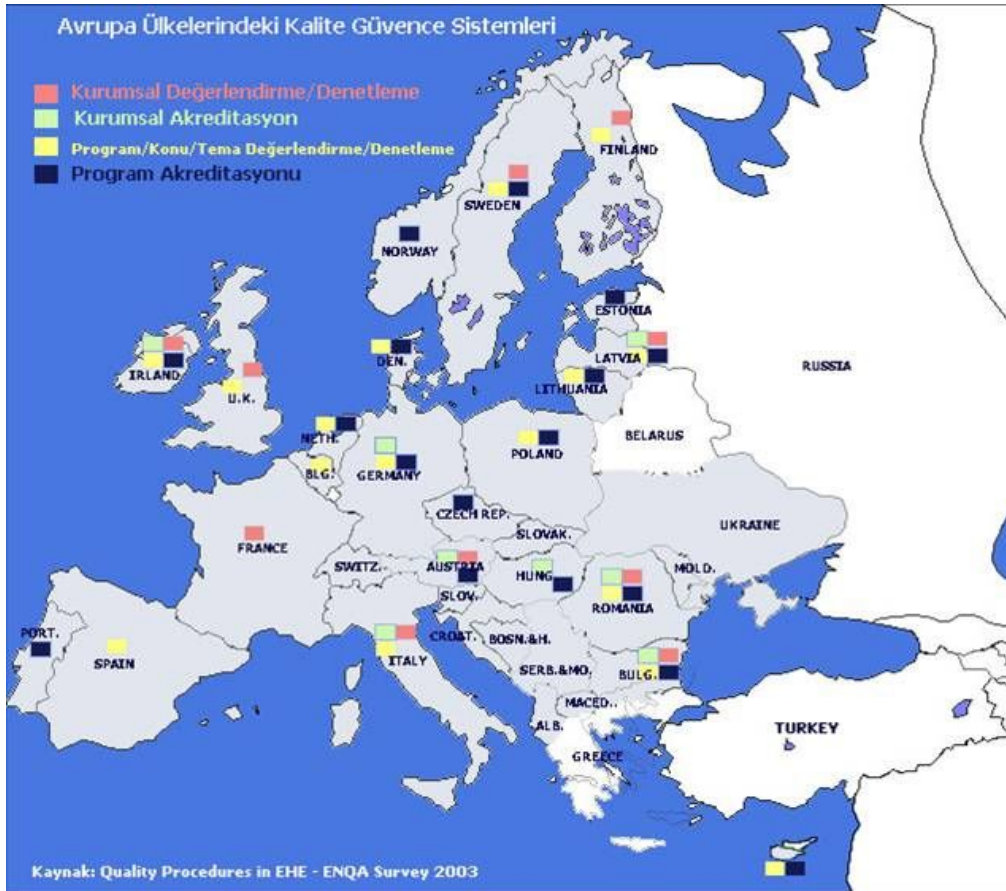 Avrupa Ülkelerindeki Kalite Güvence Sistemleri
Kurumsal Değerlendirme/Denetleme
Kurumsal Akreditasyon
Program/Konu/Tema Değerlendirme/Denetleme
Program Akreditasyonu
FINLAND
SWEDEN
NORWAY
ESTONIA
LATVIA
LITHUANIA
RUSSIA
IRLAND
U.K.
DEN.
NETH.
BLG.
GERMANY
POLAND
BELARUS
CZECH REP.
SLOVAK.
UKRAINE
FRANCE
SWITZ.
AUSTRIA
HUNG
MOLD.
SLOV.
ROMANIA
PORT.
SPAIN
ITALY
CROAT.
BOSN.&H.
SERB.&MO.
BULG.
MACED..
ALB.
GREECE
TURKEY
Kaynak: Quality Procedures in EHE - ENQA Survey 2003